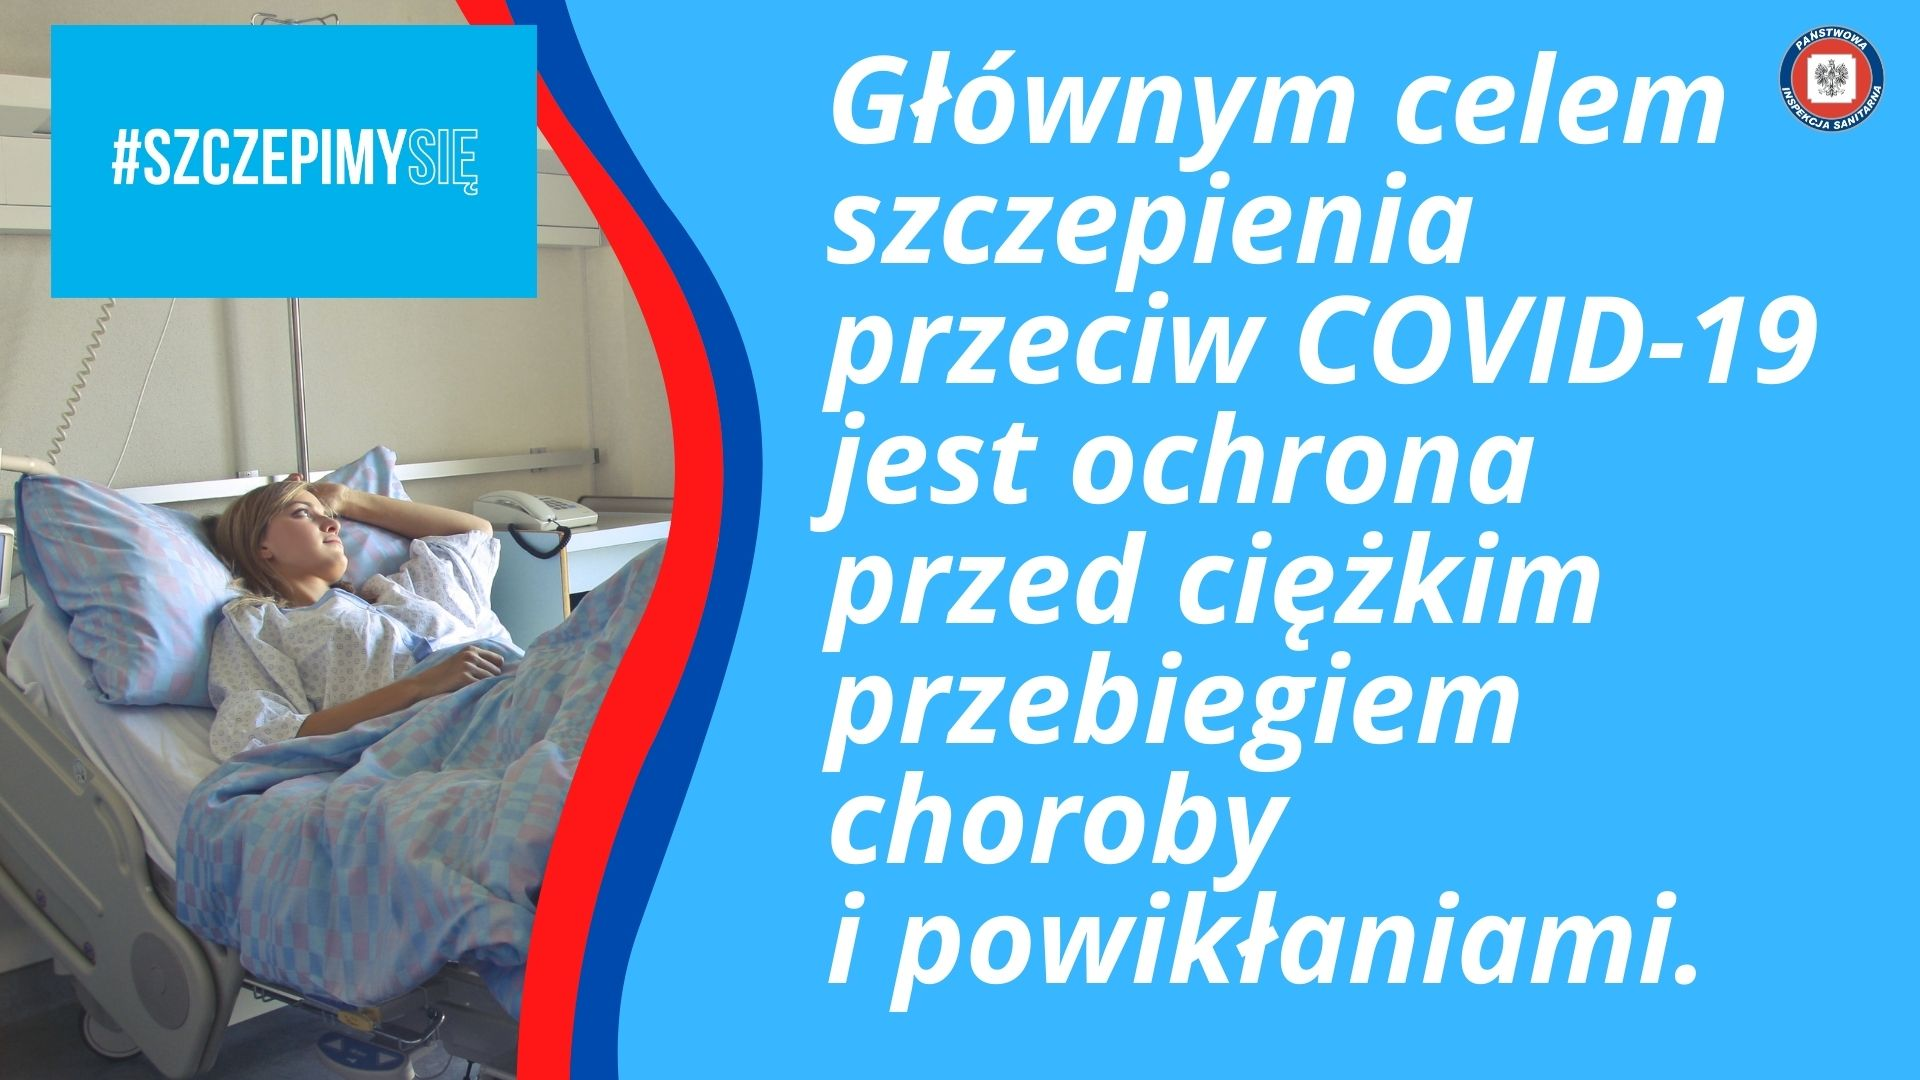 #SZCZEPIMYSIĘ
Głównym celem
szczepienia
przeciw COVID-19
jest ochrona
przed ciężkim
przebiegiem
choroby
i powikłaniami.
PAŃSTWOWA
INSPEKCJA SANITARNA